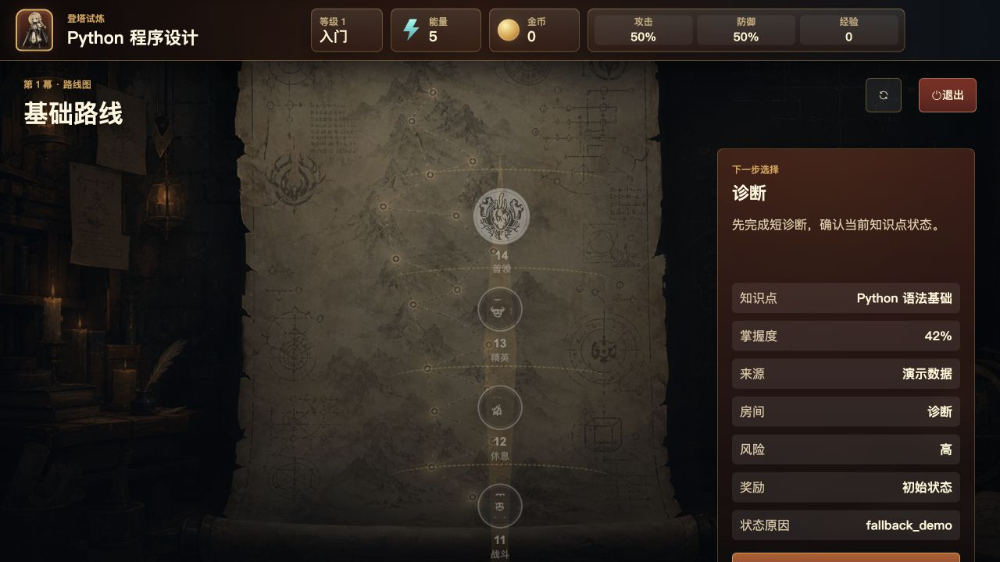 登塔试炼
Python 程序设计
等级 1
入门
能量
5
金币
0
攻击
50%
防御
50%
经验
0
第 1 幕 · 路线图
基础路线
退出
14
首领
13
精英
12
休息
11
战斗
下一步选择
诊断
先完成短诊断，确认当前知识点状态。
知识点 Python 语法基础
掌握度 42%
来源 演示数据
房间 诊断
风险 高
奖励 初始状态
状态原因 fallback_demo